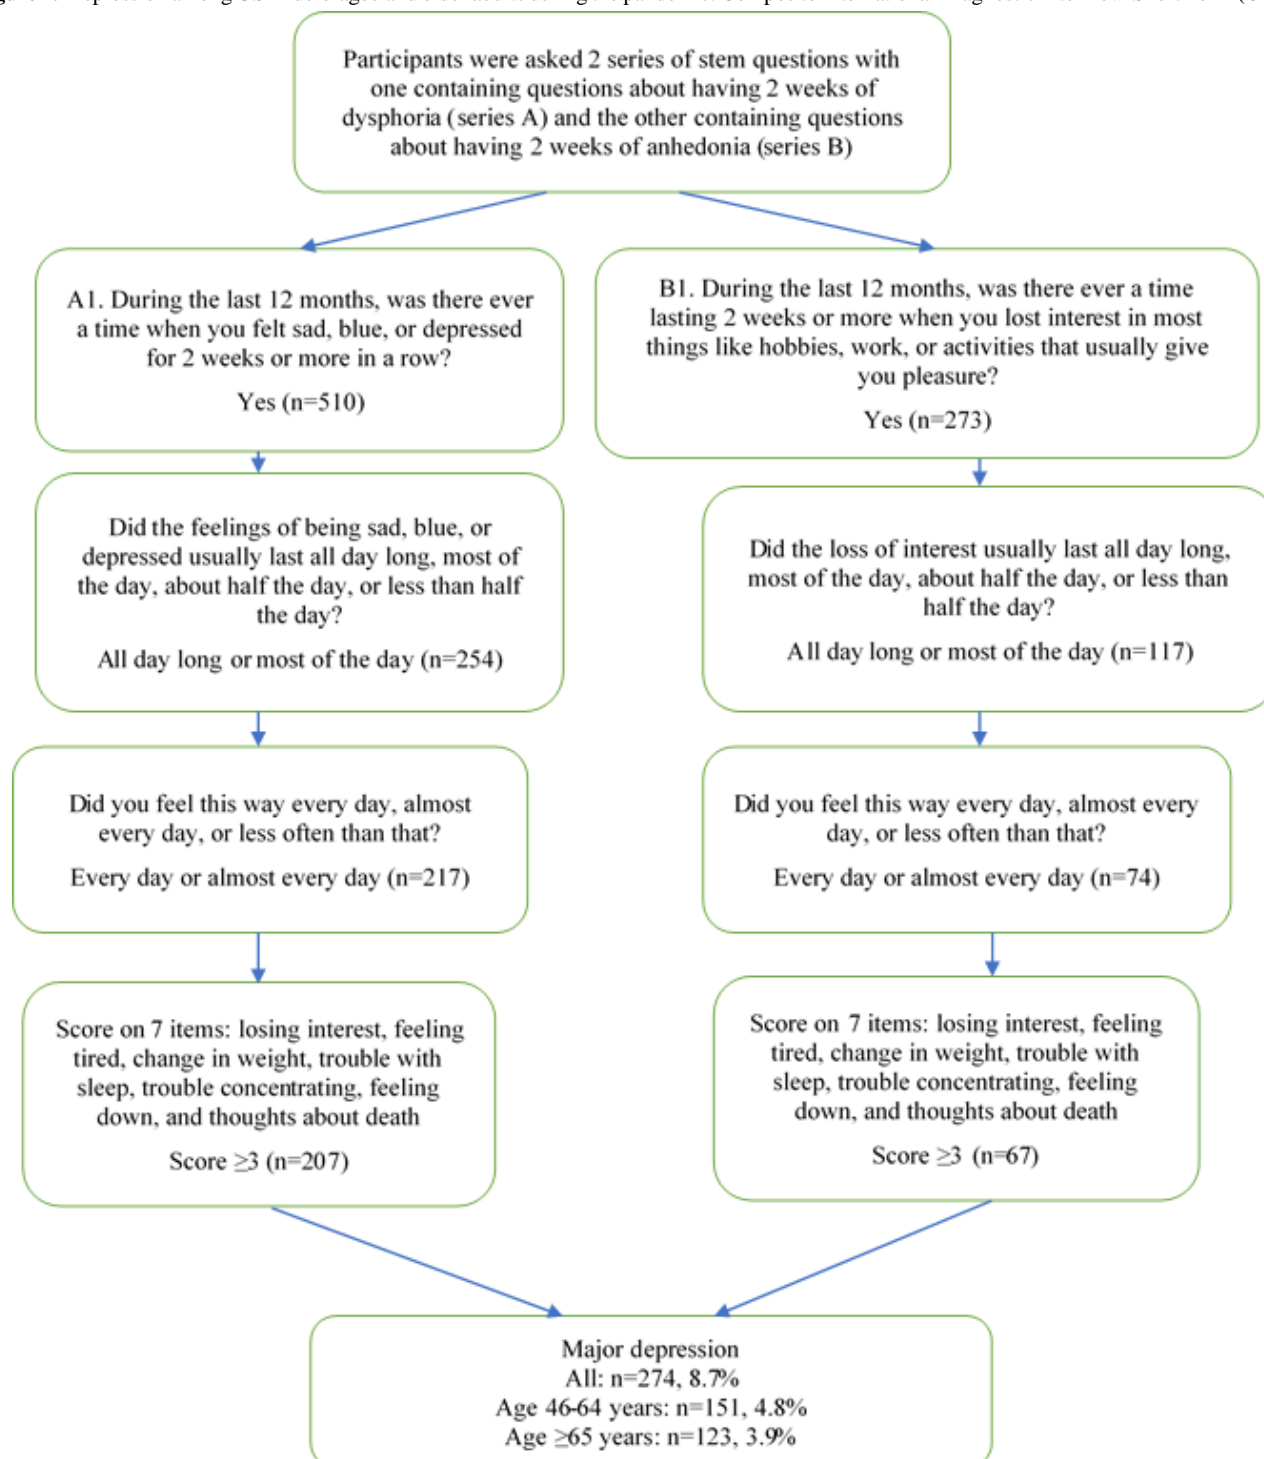 Participants were asked 2 series of stem questions with
one containing questions about having 2 weeks of
dysphoria (series A) and the other containing questions
about having 2 weeks of anhedonia (series B)
A1. During the last 12 months, was there ever
a time when you felt sad, blue, or depressed
for 2 weeks or more in a row?
Yes (n=510)
B1. During the last 12 months, was there ever a time
lasting 2 weeks or more when you lost interest in most
things like hobbies, work, or activities that usually give
you pleasure?
Yes (n=273)
Did the feelings of being sad, blue, or
depressed usually last all day long, most of
the day, about half the day, or less than half
the day?
All day long or most of the day (n=254)
Did the loss of interest usually last all day long,
most of the day, about half the day, or less than
half the day?
All day long or most of the day (n=117)
Did you feel this way every day, almost
every day, or less often than that?
Every day or almost every day (n=217)
Did you feel this way every day, almost every
day, or less often than that?
Every day or almost every day (n=74)
Score on 7 items: losing interest, feeling
tired, change in weight, trouble with
sleep, trouble concentrating, feeling
down, and thoughts about death
Score ≥3 (n=207)
Score on 7 items: losing interest, feeling
tired, change in weight, trouble with
sleep, trouble concentrating, feeling
down, and thoughts about death
Score ≥3 (n=67)
Major depression
All: n=274, 8.7%
Age 46-64 years: n=151, 4.8%
Age ≥65 years: n=123, 3.9%